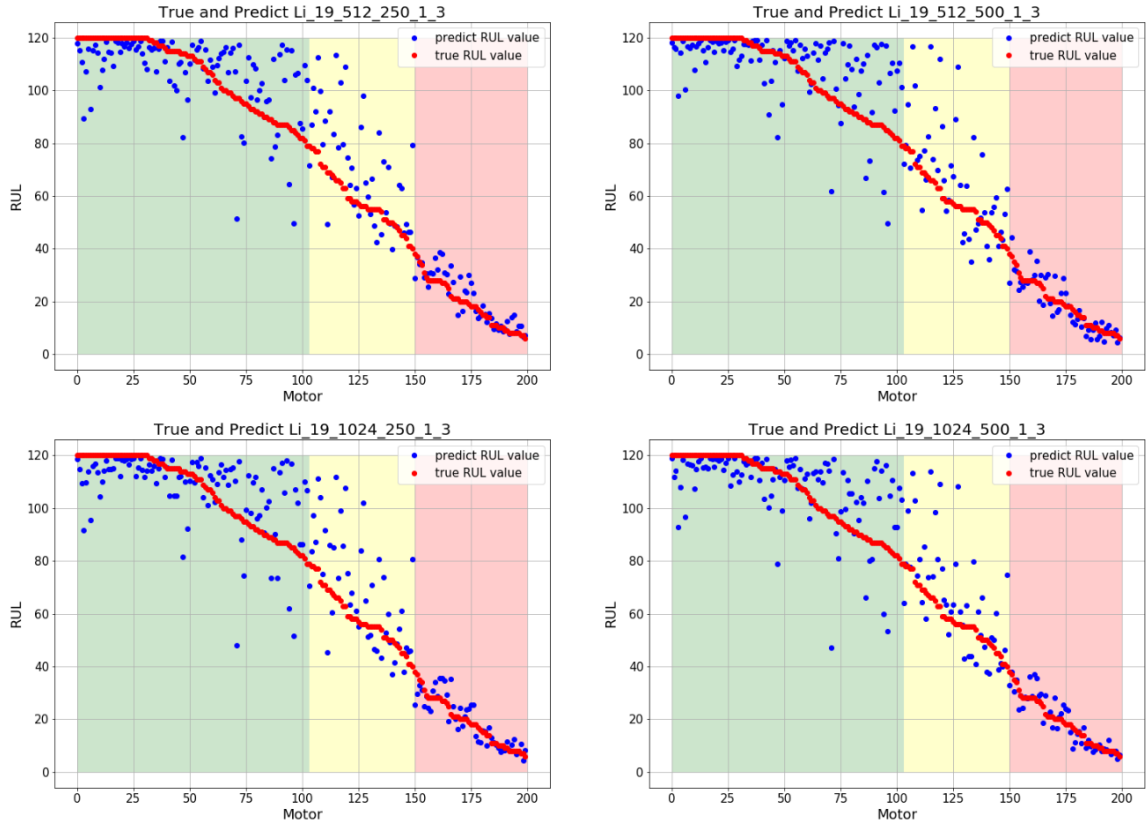 True and Predict Li_19_512_250_1_3
120
100
80
60
40
20
0
RUL
predict RUL value
true RUL value
0 25 50 75 100 125 150 175 200
Motor
True and Predict Li_19_512_500_1_3
120
100
80
60
40
20
0
RUL
predict RUL value
true RUL value
0 25 50 75 100 125 150 175 200
Motor
True and Predict Li_19_1024_250_1_3
120
100
80
60
40
20
0
RUL
predict RUL value
true RUL value
0 25 50 75 100 125 150 175 200
Motor
True and Predict Li_19_1024_500_1_3
120
100
80
60
40
20
0
RUL
predict RUL value
true RUL value
0 25 50 75 100 125 150 175 200
Motor